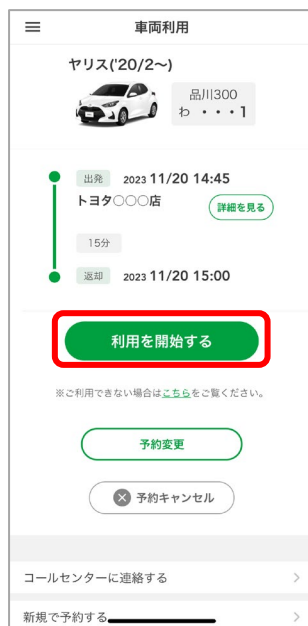 車両利用
ヤリス('20/2~)
品川300
わ ・・・1
出発 2023 11/20 14:45
トヨタ○○○店
詳細を見る
15分
返却 2023 11/20 15:00
利用を開始する
※ご利用できない場合はこちらをご覧ください。
予約変更
予約キャンセル
コールセンターに連絡する
新規で予約する